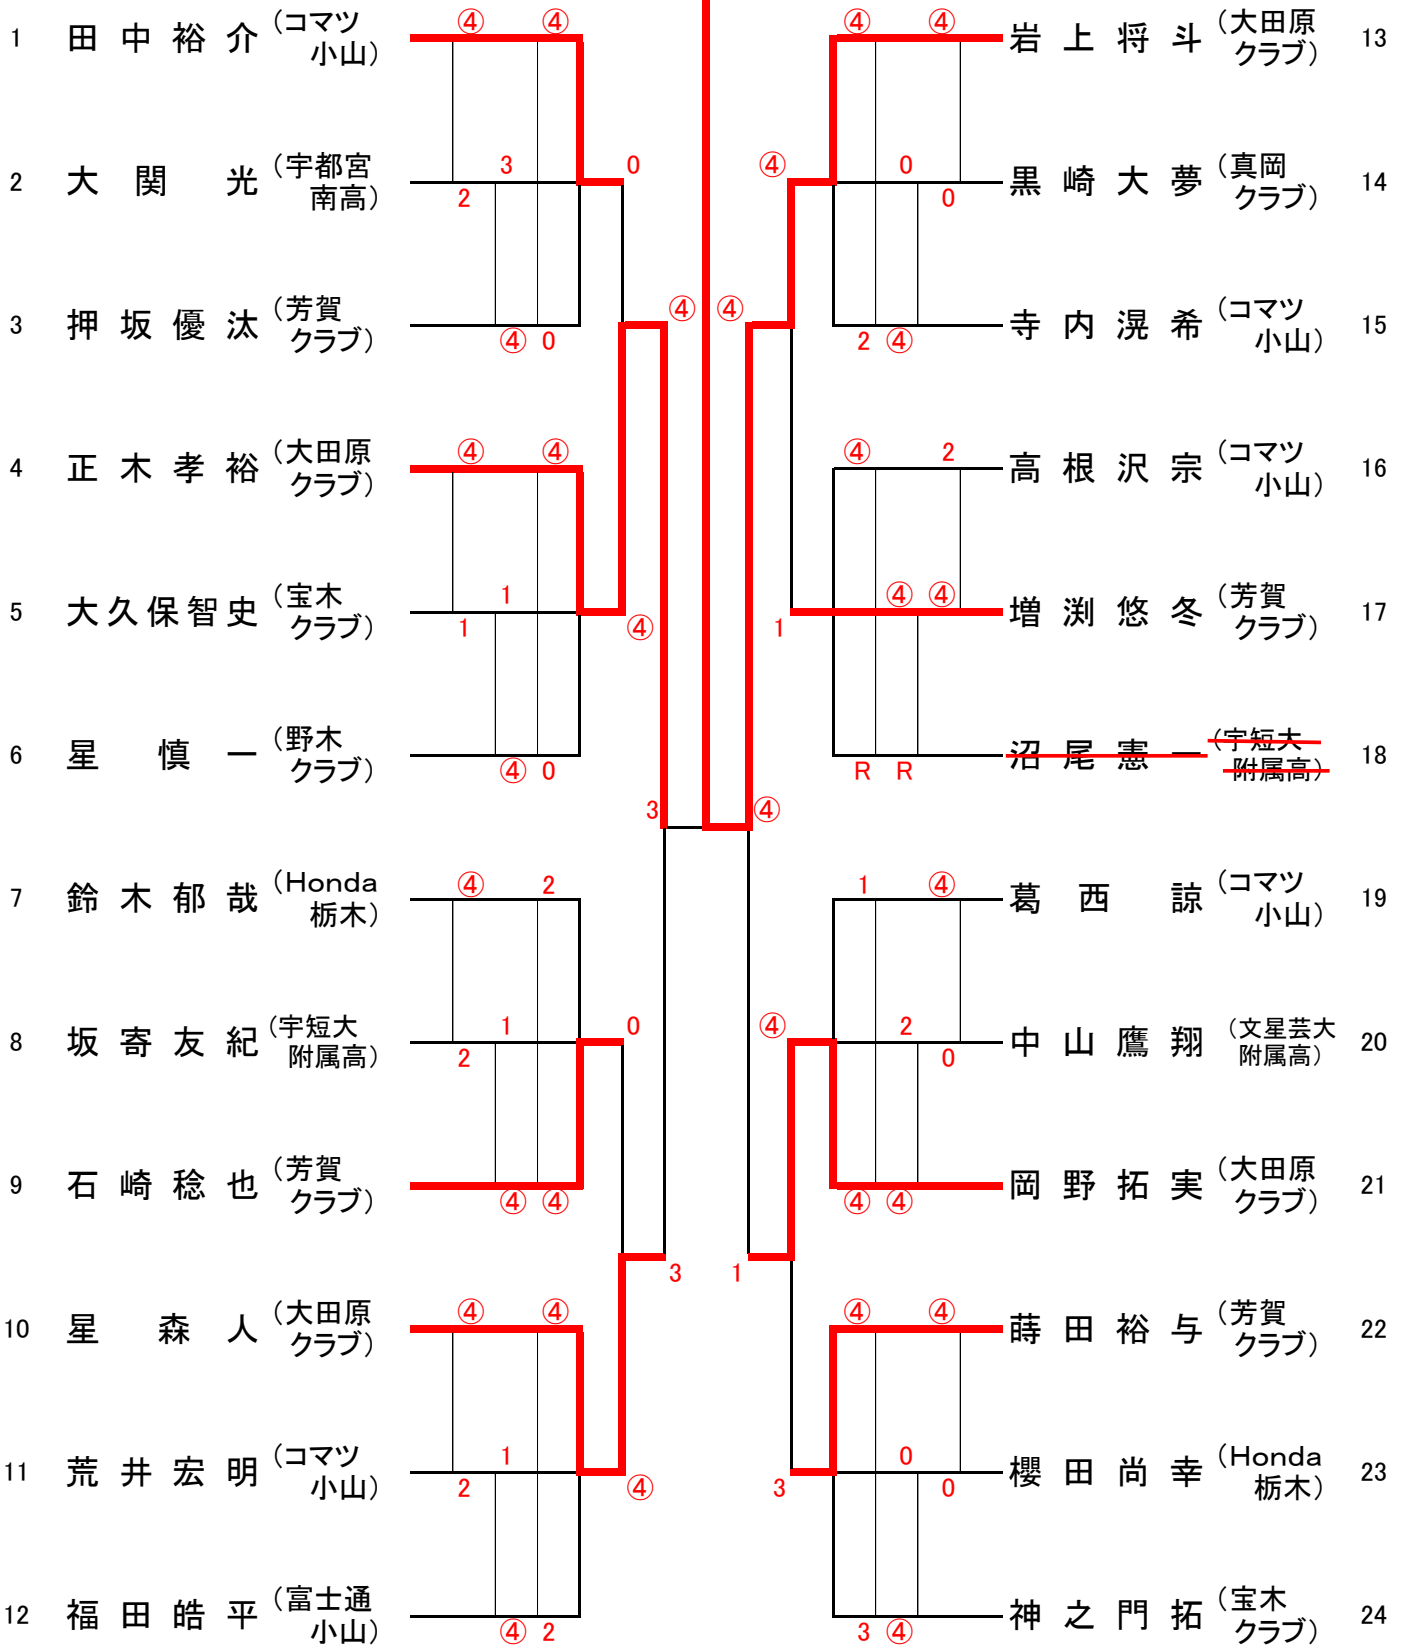 ④ ④
1 田中裕介 (コマツ
小山)
3 0
2 大関光 (宇都宮
南高)
2
3 押坂優汰 (芳賀
クラブ)
④ 0
④
④ ④
4 正木孝裕 (大田原
クラブ)
1
5 大久保智史 (宝木
クラブ)
1 ④
6 星慎一 (野木
クラブ)
④ 0
3
④ 2
7 鈴木郁哉 (Honda
栃木)
1 0
8 坂寄友紀 (宇短大
附属高)
2
9 石崎稔也 (芳賀
クラブ)
④ ④
3
④ ④
10 星森人 (大田原
クラブ)
1
11 荒井宏明 (コマツ
小山)
2 ④
12 福田皓平 (富士通
小山)
④ 2
④ ④
岩上将斗 (大田原
クラブ) 13
④ 0
黒崎大夢 (真岡
クラブ) 14
0
④
寺内滉希 (コマツ
小山) 15
2 ④
④ 2
高根沢宗 (コマツ
小山) 16
④ ④
増渕悠冬 (芳賀
クラブ) 17
1
沼尾憲一 (宇短大
附属高) 18
R R
④
1 ④
葛西諒 (コマツ
小山) 19
④ 2
中山鷹翔 (文星芸大
附属高) 20
0
岡野拓実 (大田原
クラブ) 21
④ ④
1
④ ④
蒔田裕与 (芳賀
クラブ) 22
0
櫻田尚幸 (Honda
栃木) 23
3 0
神之門拓 (宝木
クラブ) 24
3 ④